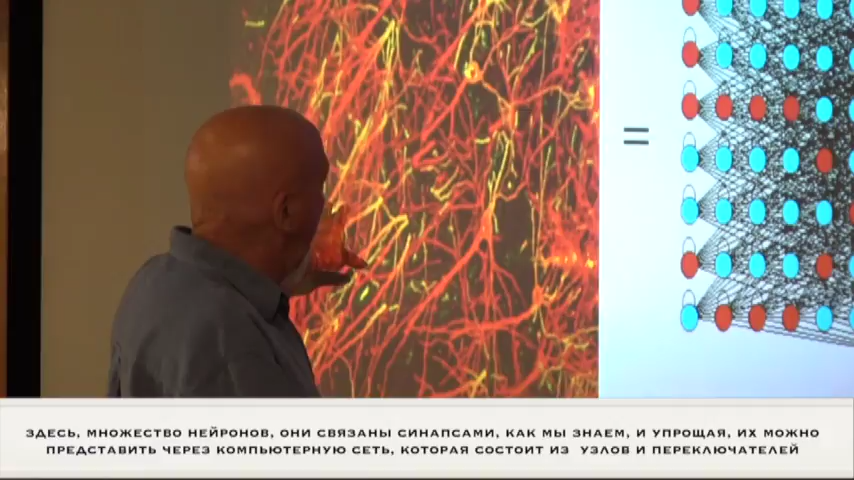 =
ЗДЕСЬ, МНОЖЕСТВО НЕЙРОНОВ, ОНИ СВЯЗАНЫ СИНАПСАМИ, КАК МЫ ЗНАЕМ, И УПРОЩАЯ, ИХ МОЖНО
ПРЕДСТАВИТЬ ЧЕРЕЗ КОМПЬЮТЕРНУЮ СЕТЬ, КОТОРАЯ СОСТОИТ ИЗ УЗЛОВ И ПЕРЕКЛЮЧАТЕЛЕЙ